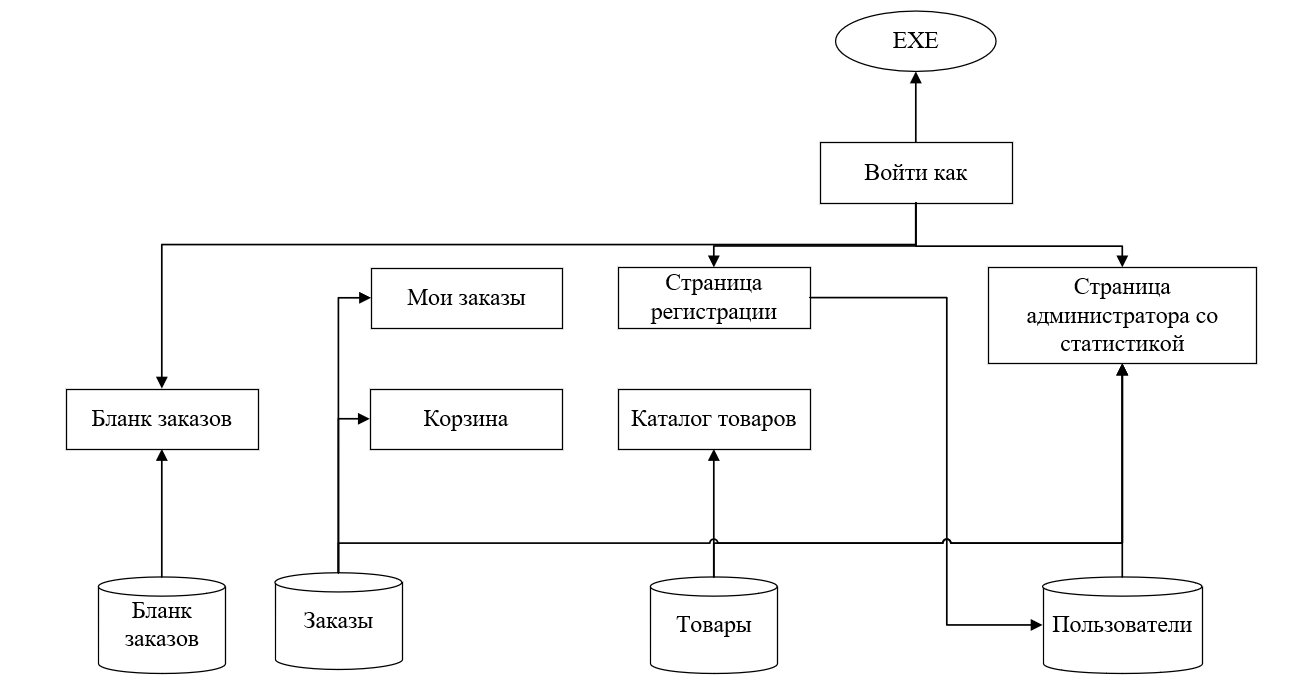 EXE
Войти как
Мои заказы
Страница
регистрации
Страница
администратора со
статистикой
Бланк заказов
Корзина
Каталог товаров
Бланк
заказов
Заказы
Товары
Пользователи